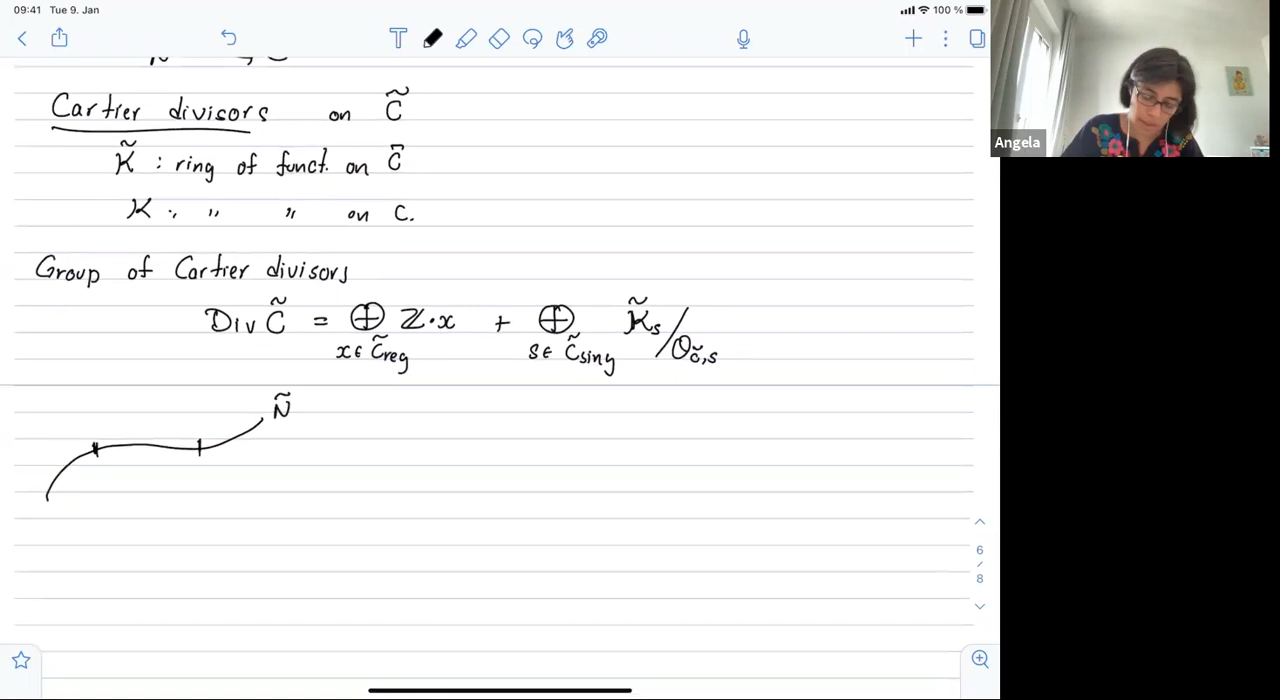 09:41 Tue 9. Jan
100 %
T
Cartier divisors on C̃
Angela
K̃ : ring of funct. on C̃
K : " " on C.
Group of Cartier divisors
Div C̃ = ⊕ ℤ·x + ⊕ K̃s/𝒪C̃,s
x∈C̃reg s∈C̃sing
Ñ
6
/
8